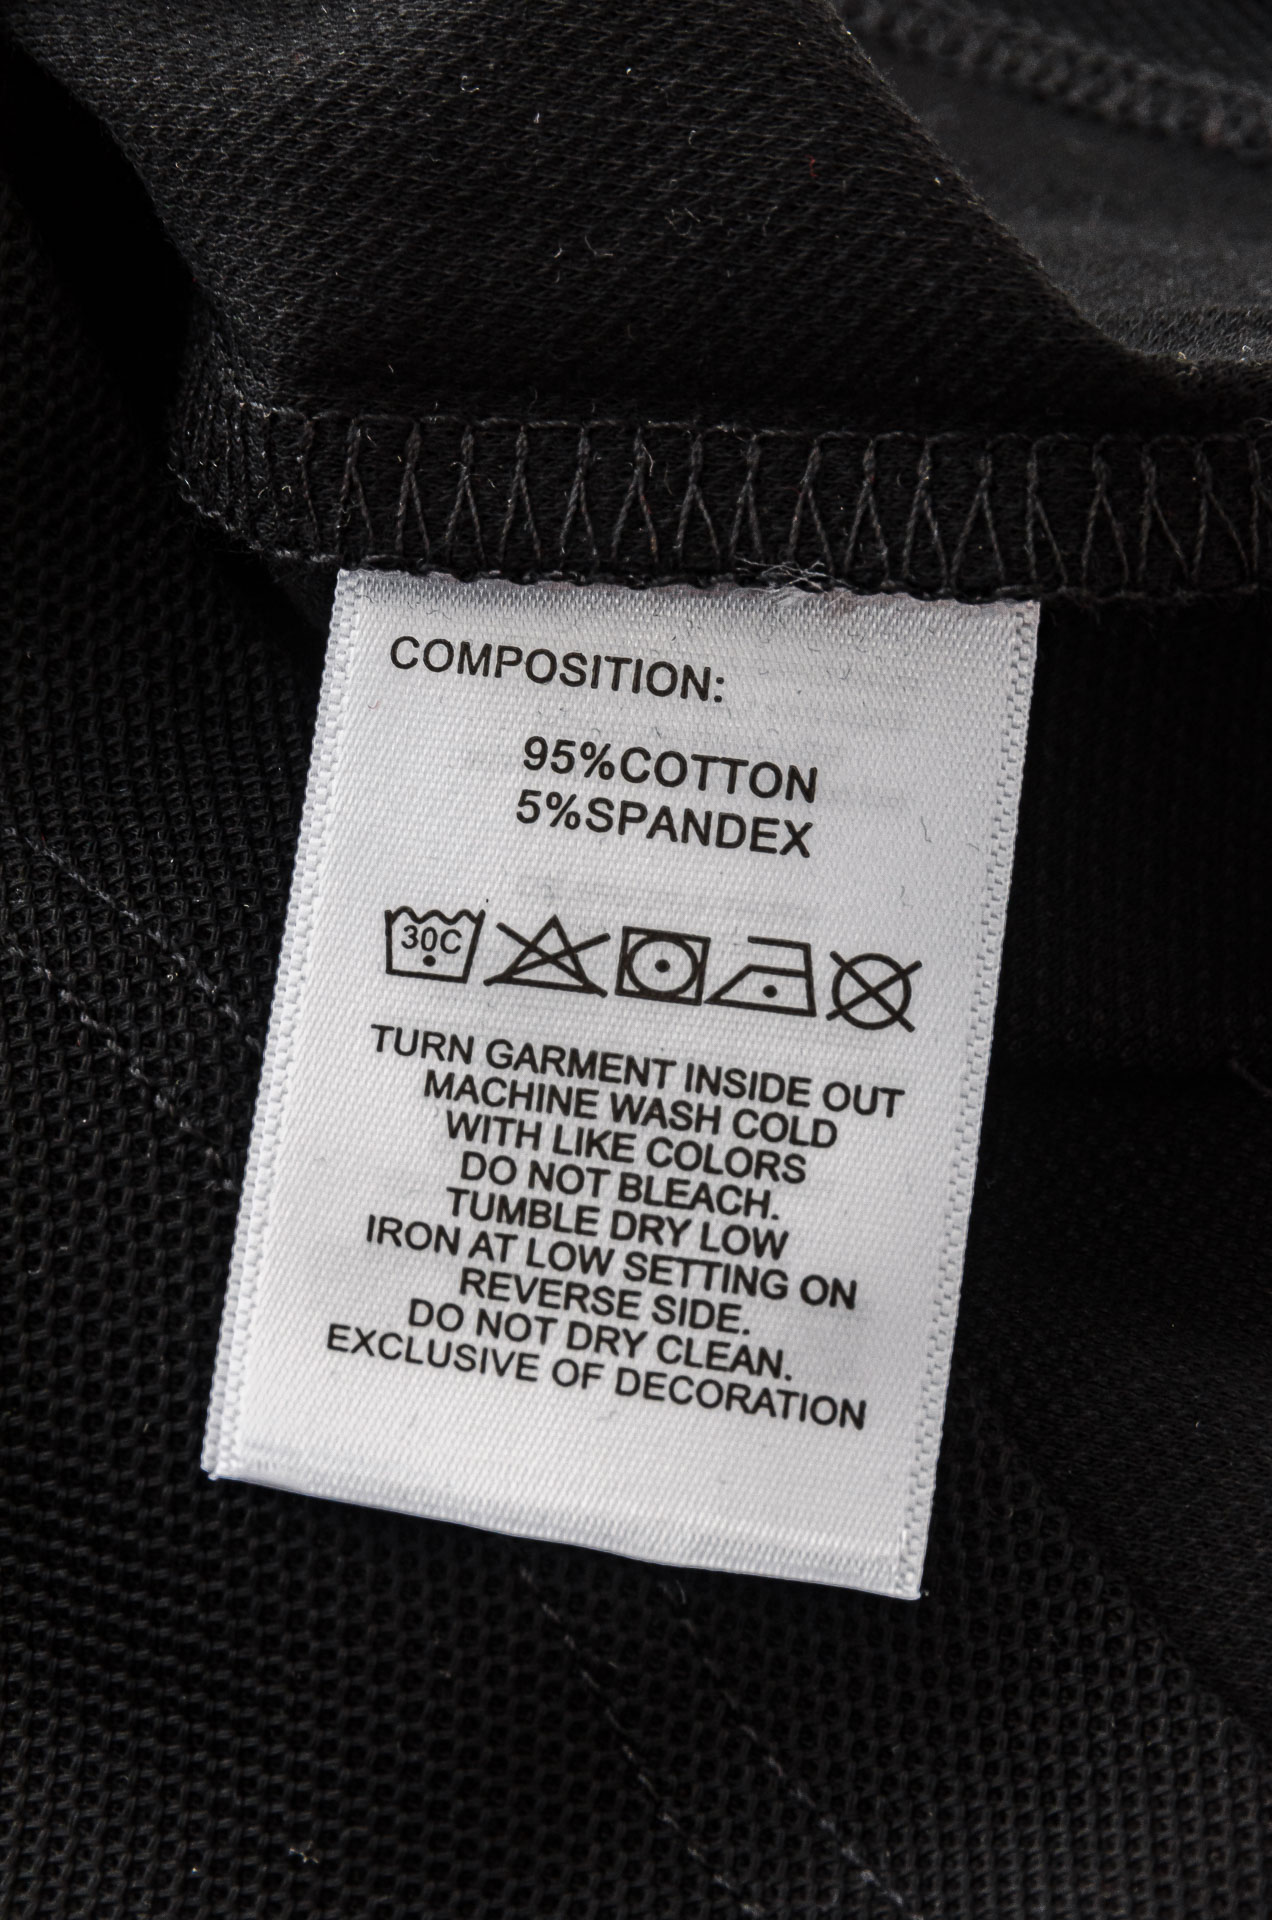 COMPOSITION:
95%COTTON
5%SPANDEX
30C
TURN GARMENT INSIDE OUT
MACHINE WASH COLD
WITH LIKE COLORS
DO NOT BLEACH.
TUMBLE DRY LOW
IRON AT LOW SETTING ON
REVERSE SIDE.
DO NOT DRY CLEAN.
EXCLUSIVE OF DECORATION